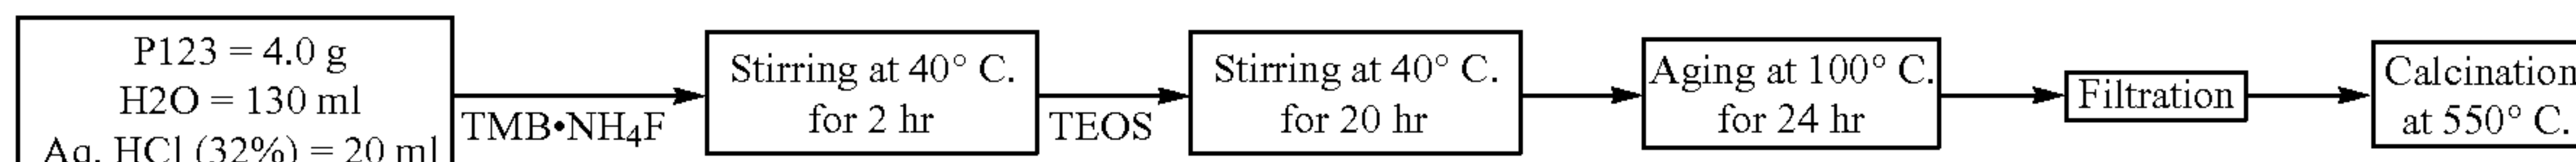 P123 = 4.0 g
H2O = 130 ml
Aq. HCl (32%) = 20 ml
TMB•NH₄F
Stirring at 40° C.
for 2 hr
TEOS
Stirring at 40° C.
for 20 hr
Aging at 100° C.
for 24 hr
Filtration
Calcination
at 550° C.